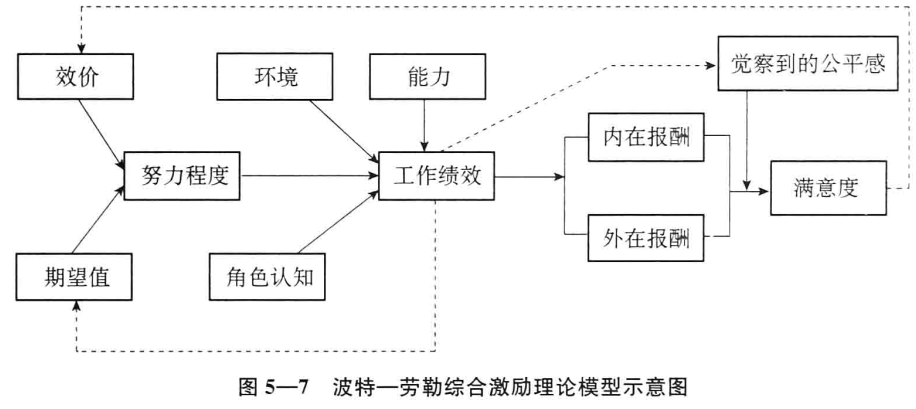 效价
环境
能力
觉察到的公平感
努力程度
工作绩效
内在报酬
外在报酬
满意度
期望值
角色认知
图 5—7 波特—劳勒综合激励理论模型示意图